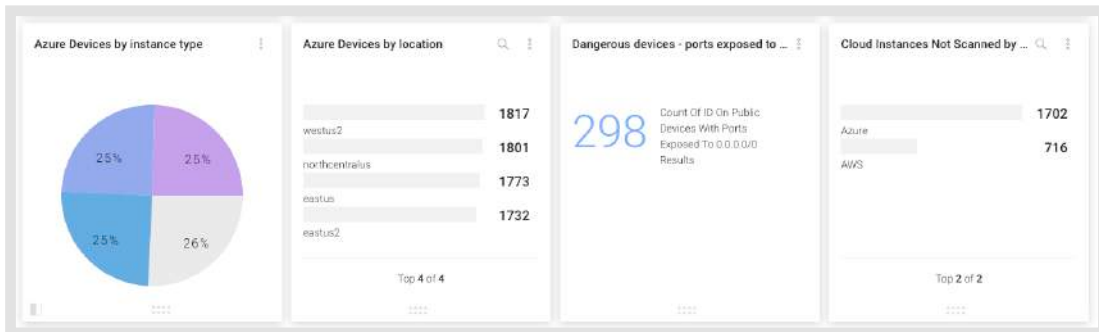 Azure Devices by instance type
25%
25%
25%
26%
Azure Devices by location
1817
westus2
1801
northcentralus
1773
eastus
1732
eastus2
Top 4 of 4
Dangerous devices - ports exposed to ...
298
Count Of ID On Public
Devices With Ports
Exposed To 0.0.0.0/0
Results
Cloud Instances Not Scanned by ...
1702
Azure
716
AWS
Top 2 of 2